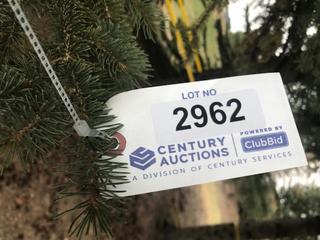 LOT NO
2962
CENTURY AUCTIONS
POWERED BY
ClubBid
A DIVISION OF CENTURY SERVICES